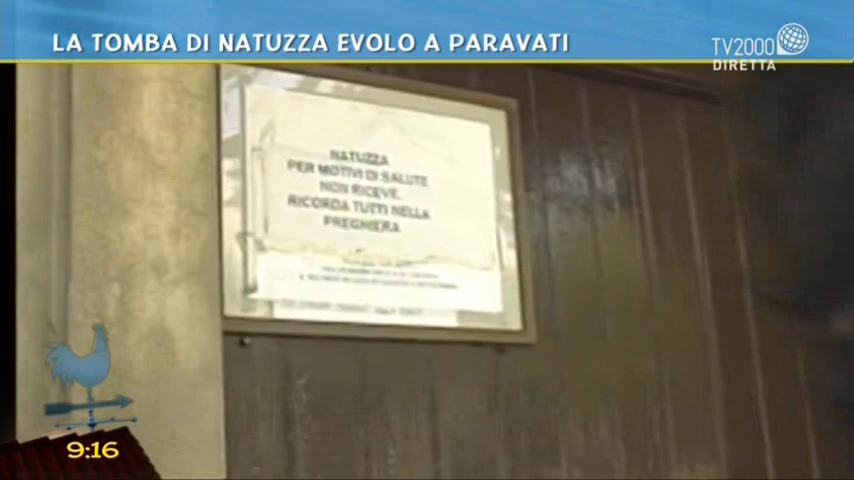 LA TOMBA DI NATUZZA EVOLO A PARAVATI
TV2000
DIRETTA
NATUZZA
PER MOTIVI DI SALUTE
NON RICEVE.
RICORDA TUTTI NELLA
PREGHIERA
9:16